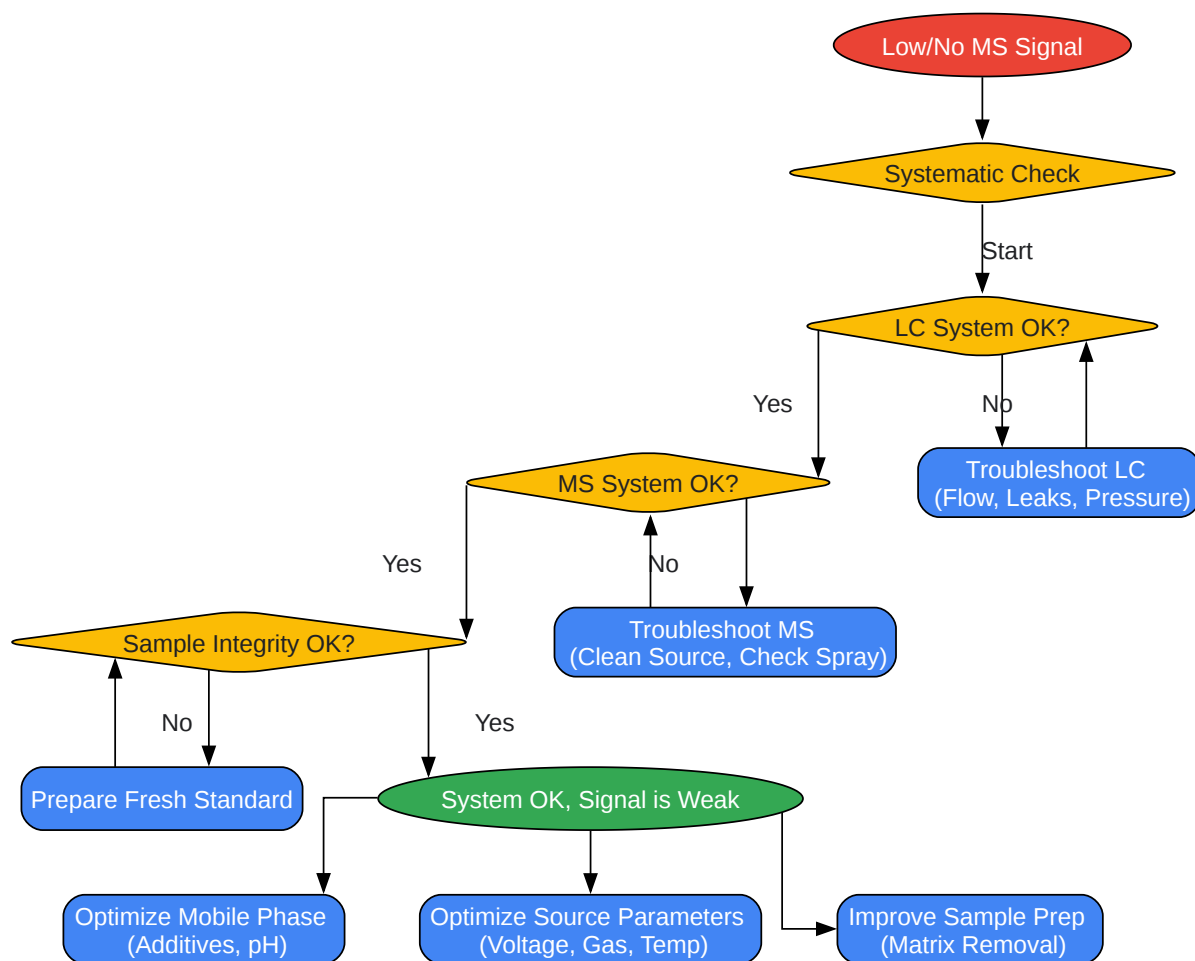 Low/No MS Signal
Systematic Check
Start
LC System OK?
Yes
No
Troubleshoot LC
(Flow, Leaks, Pressure)
MS System OK?
Yes
No
Troubleshoot MS
(Clean Source, Check Spray)
Sample Integrity OK?
No
Yes
Prepare Fresh Standard
System OK, Signal is Weak
Optimize Mobile Phase
(Additives, pH)
Optimize Source Parameters
(Voltage, Gas, Temp)
Improve Sample Prep
(Matrix Removal)